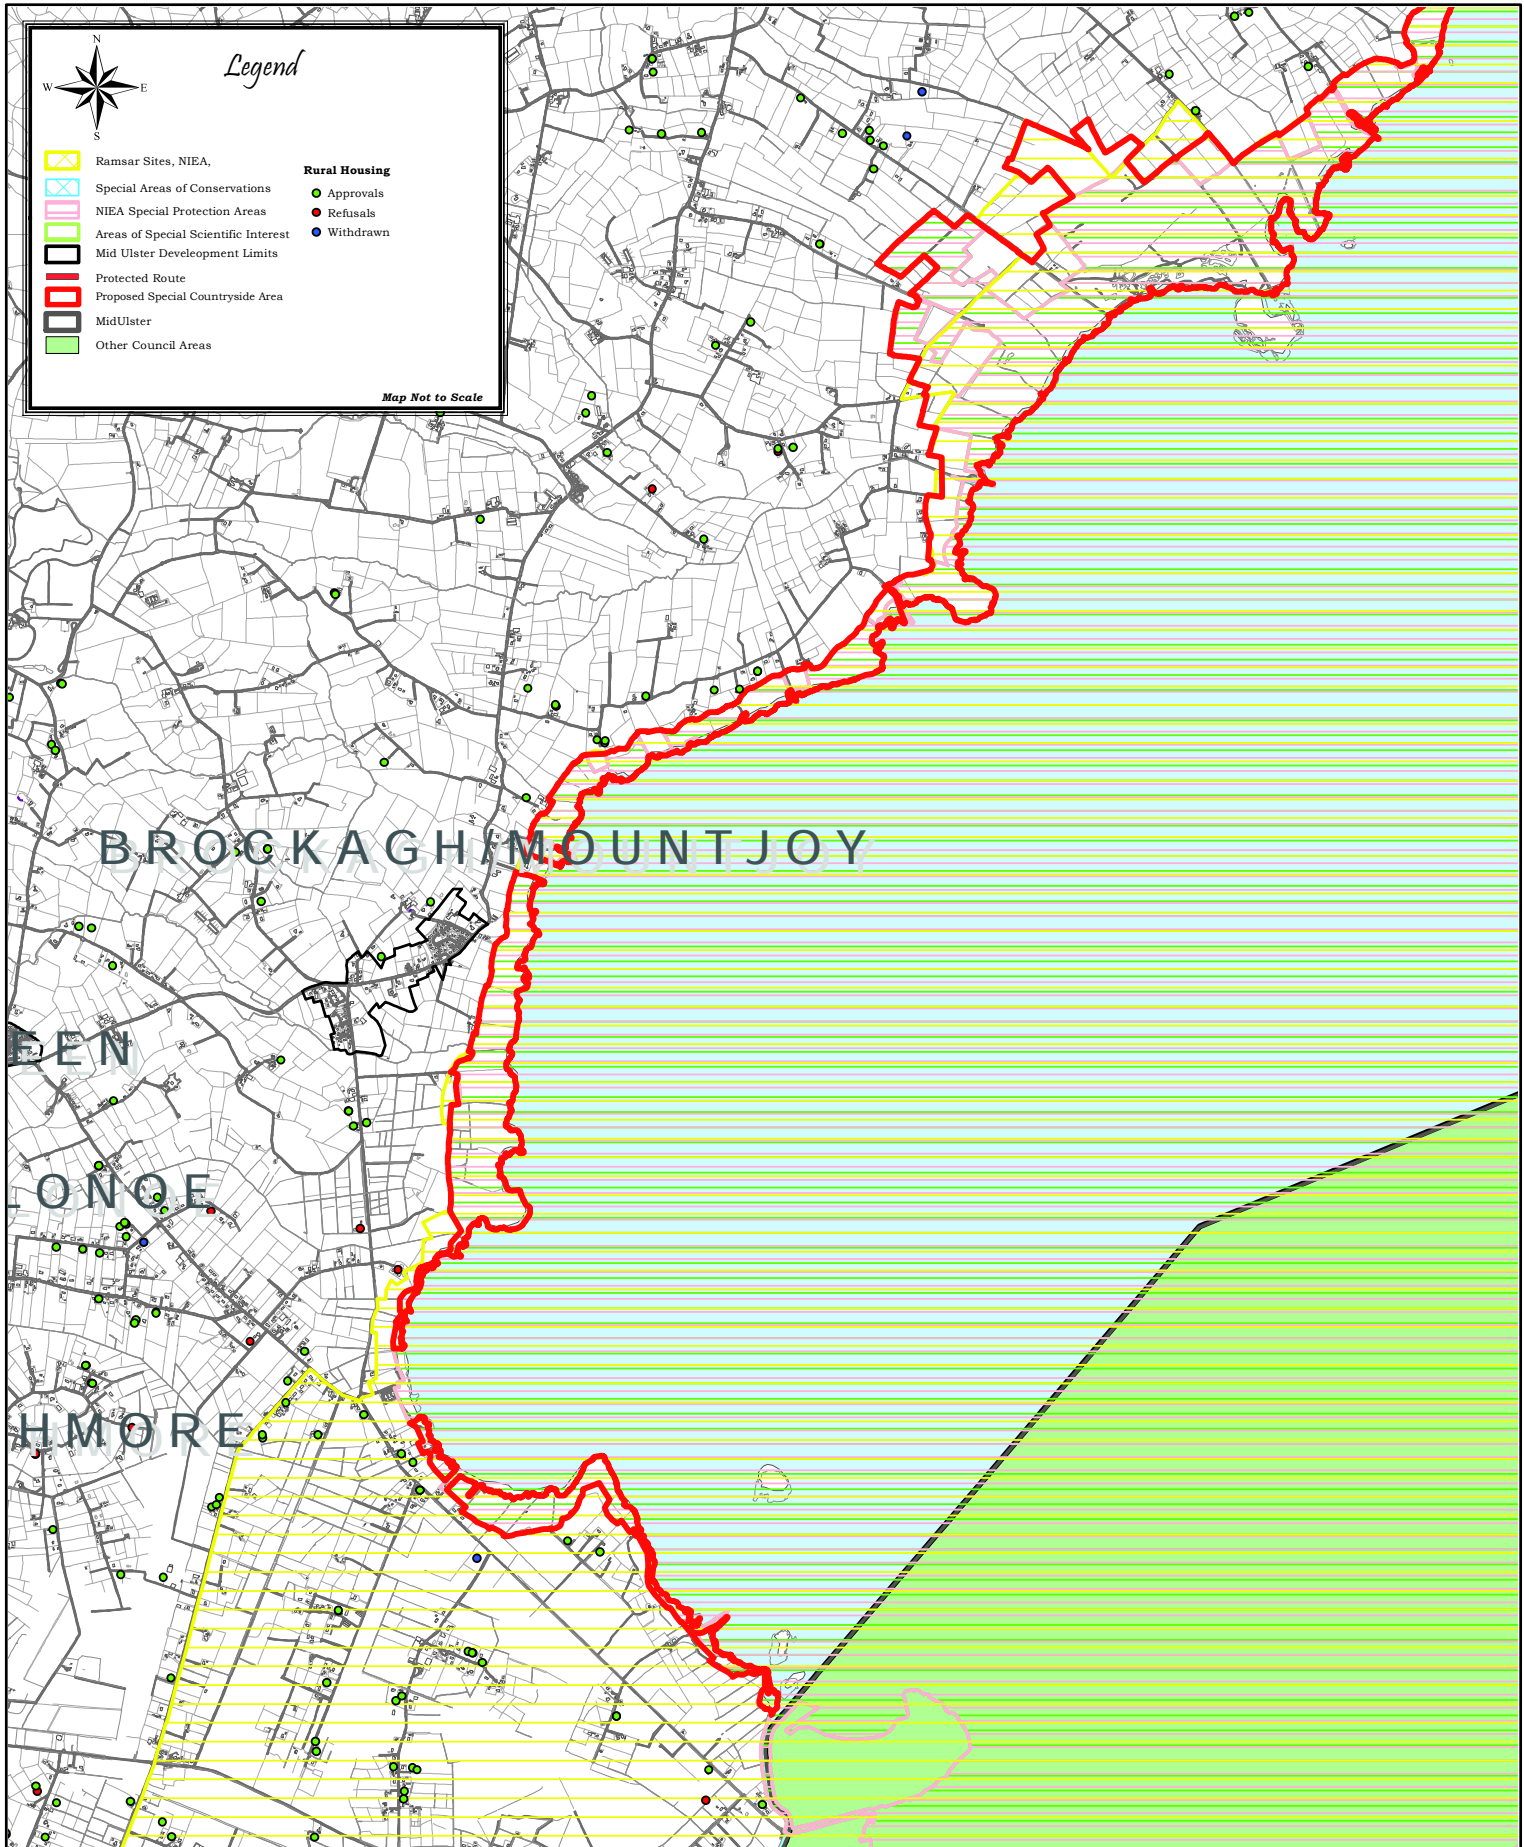 Legend
N
W E
S
Ramsar Sites, NIEA,
Special Areas of Conservations
NIEA Special Protection Areas
Areas of Special Scientific Interest
Mid Ulster Develeopment Limits
Protected Route
Proposed Special Countryside Area
MidUlster
Other Council Areas
Rural Housing
Approvals
Refusals
Withdrawn
Map Not to Scale
BROCKAGH/MOUNTJOY
EEN
LONOE
HMORE